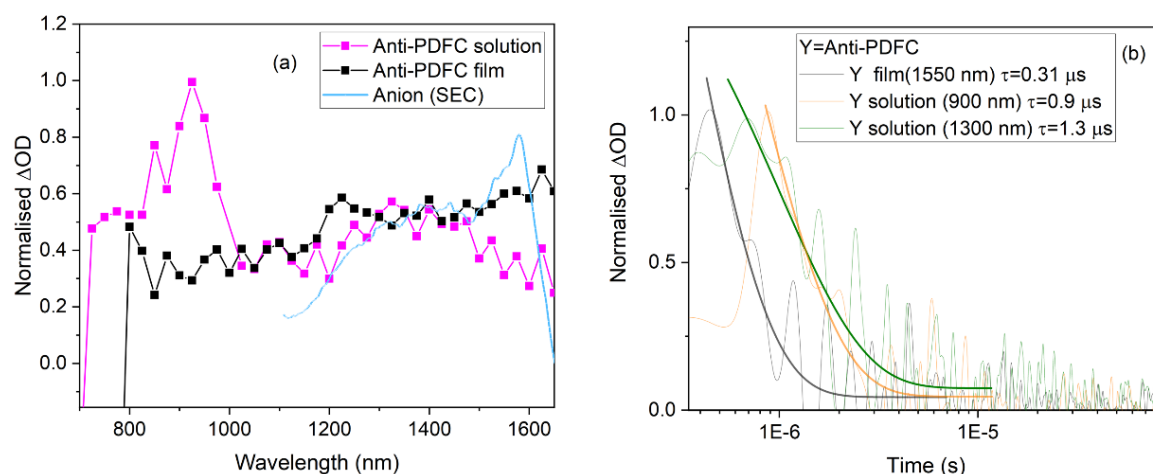 (a)
Anti-PDFC solution
Anti-PDFC film
Anion (SEC)
Normalised ΔOD
1.2
1.0
0.8
0.6
0.4
0.2
0.0
800 1000 1200 1400 1600
Wavelength (nm)
(b)
Y=Anti-PDFC
Y film(1550 nm) τ=0.31 μs
Y solution (900 nm) τ=0.9 μs
Y solution (1300 nm) τ=1.3 μs
Normalised ΔOD
1.0
0.5
0.0
1E-6 1E-5
Time (s)